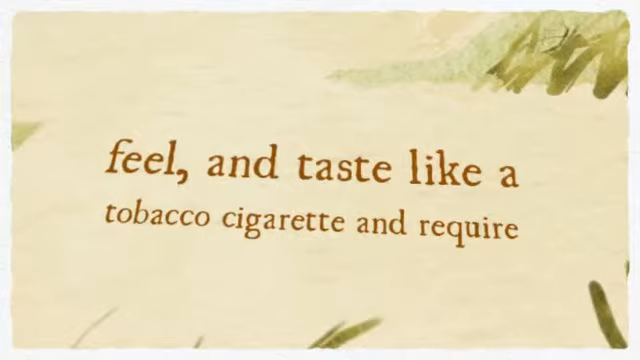 feel, and taste like a
tobacco cigarette and require